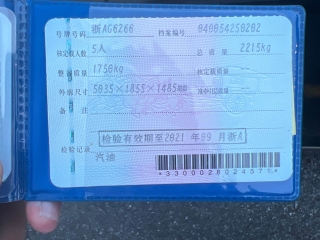 号牌号码 浙AG6266 档案编号 040054250202
核定载人数 5人 总质量 2215kg
整备质量 1750kg 核定载质量
外廓尺寸 5035×1855×1485mm 准牵引总质量
备注
检验有效期至2021年09月浙A
检验记录 汽油
*3300028024571*